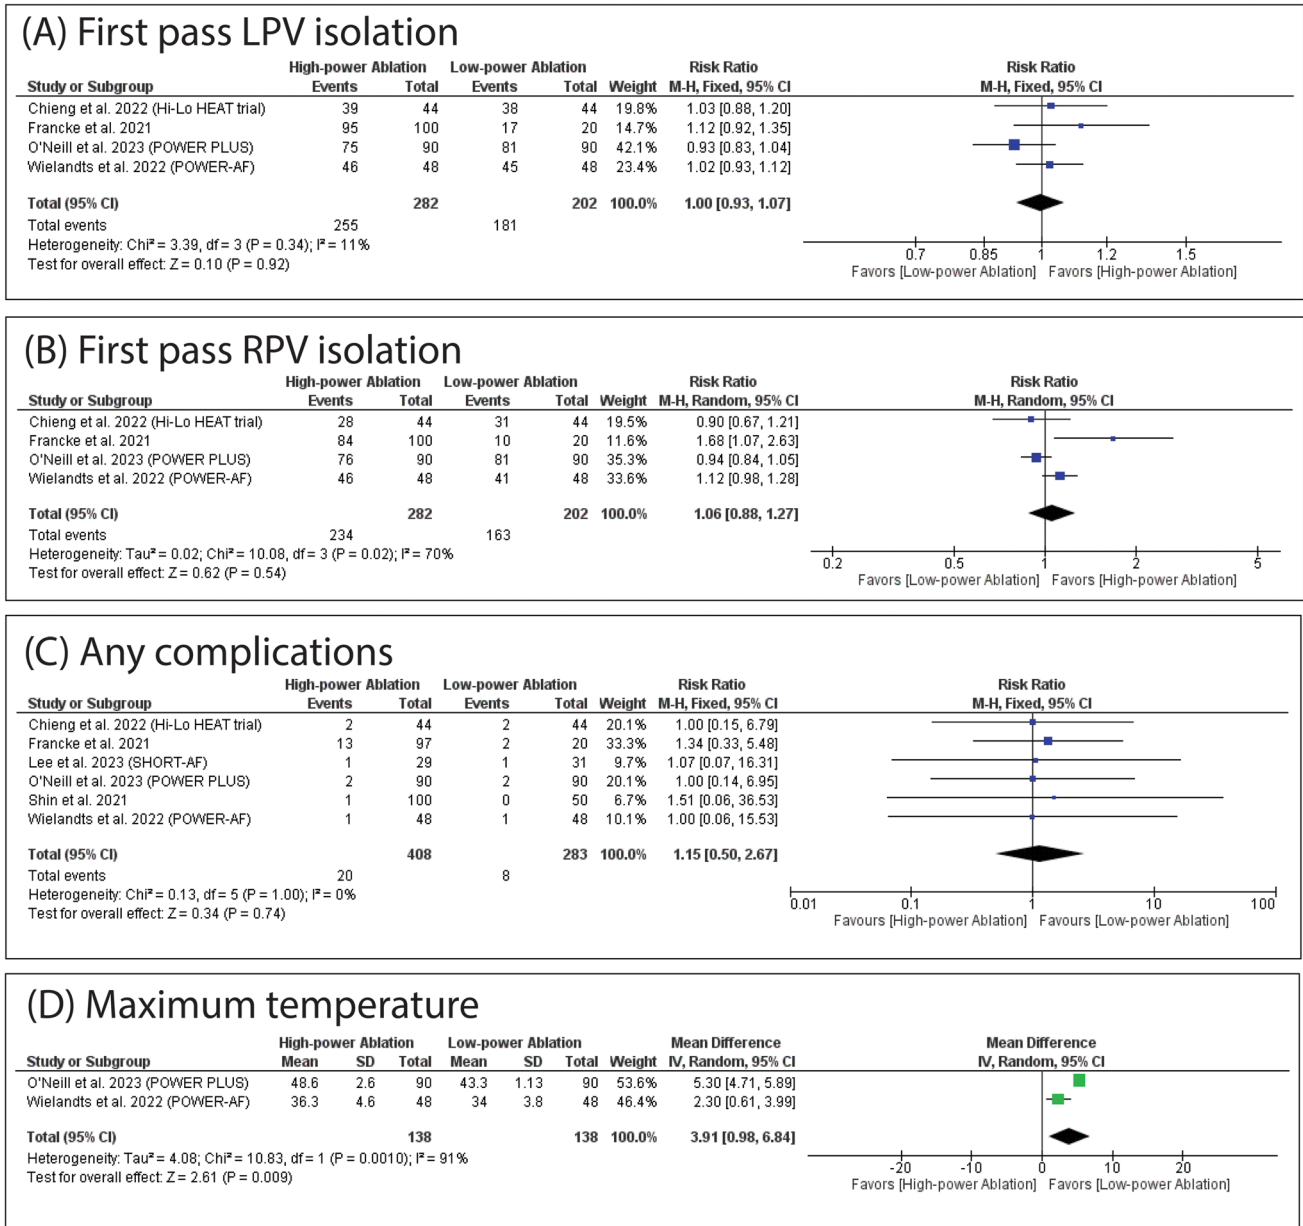 (A) First pass LPV isolation
High-power Ablation Low-power Ablation Risk Ratio Risk Ratio
Study or Subgroup Events Total Events Total Weight M-H, Fixed, 95% CI M-H, Fixed, 95% CI
Chieng et al. 2022 (Hi-Lo HEAT trial) 39 44 38 44 19.8% 1.03 [0.88, 1.20]
Francke et al. 2021 95 100 17 20 14.7% 1.12 [0.92, 1.35]
O'Neill et al. 2023 (POWER PLUS) 75 90 81 90 42.1% 0.93 [0.83, 1.04]
Wielandts et al. 2022 (POWER-AF) 46 48 45 48 23.4% 1.02 [0.93, 1.12]
Total (95% CI) 282 202 100.0% 1.00 [0.93, 1.07]
Total events 255 181
Heterogeneity: Chi² = 3.39, df = 3 (P = 0.34); I² = 11%
Test for overall effect: Z = 0.10 (P = 0.92)
0.7 0.85 1 1.2 1.5
Favors [Low-power Ablation] Favors [High-power Ablation]
(B) First pass RPV isolation
High-power Ablation Low-power Ablation Risk Ratio Risk Ratio
Study or Subgroup Events Total Events Total Weight M-H, Random, 95% CI M-H, Random, 95% CI
Chieng et al. 2022 (Hi-Lo HEAT trial) 28 44 31 44 19.5% 0.90 [0.67, 1.21]
Francke et al. 2021 84 100 10 20 11.6% 1.68 [1.07, 2.63]
O'Neill et al. 2023 (POWER PLUS) 76 90 81 90 35.3% 0.94 [0.84, 1.05]
Wielandts et al. 2022 (POWER-AF) 46 48 41 48 33.6% 1.12 [0.98, 1.28]
Total (95% CI) 282 202 100.0% 1.06 [0.88, 1.27]
Total events 234 163
Heterogeneity: Tau² = 0.02; Chi² = 10.08, df = 3 (P = 0.02); I² = 70%
Test for overall effect: Z = 0.62 (P = 0.54)
0.2 0.5 1 2 5
Favors [Low-power Ablation] Favors [High-power Ablation]
(C) Any complications
High-power Ablation Low-power Ablation Risk Ratio Risk Ratio
Study or Subgroup Events Total Events Total Weight M-H, Fixed, 95% CI M-H, Fixed, 95% CI
Chieng et al. 2022 (Hi-Lo HEAT trial) 2 44 2 44 20.1% 1.00 [0.15, 6.79]
Francke et al. 2021 13 97 2 20 33.3% 1.34 [0.33, 5.48]
Lee et al. 2023 (SHORT-AF) 1 29 1 31 9.7% 1.07 [0.07, 16.31]
O'Neill et al. 2023 (POWER PLUS) 2 90 2 90 20.1% 1.00 [0.14, 6.95]
Shin et al. 2021 1 100 0 50 6.7% 1.51 [0.06, 36.53]
Wielandts et al. 2022 (POWER-AF) 1 48 1 48 10.1% 1.00 [0.06, 15.53]
Total (95% CI) 408 283 100.0% 1.15 [0.50, 2.67]
Total events 20 8
Heterogeneity: Chi² = 0.13, df = 5 (P = 1.00); I² = 0%
Test for overall effect: Z = 0.34 (P = 0.74)
0.01 0.1 1 10 100
Favours [High-power Ablation] Favours [Low-power Ablation]
(D) Maximum temperature
High-power Ablation Low-power Ablation Mean Difference Mean Difference
Study or Subgroup Mean SD Total Mean SD Total Weight IV, Random, 95% CI IV, Random, 95% CI
O'Neill et al. 2023 (POWER PLUS) 48.6 2.6 90 43.3 1.13 90 53.6% 5.30 [4.71, 5.89]
Wielandts et al. 2022 (POWER-AF) 36.3 4.6 48 34 3.8 48 46.4% 2.30 [0.61, 3.99]
Total (95% CI) 138 138 100.0% 3.91 [0.98, 6.84]
Heterogeneity: Tau² = 4.08; Chi² = 10.83, df = 1 (P = 0.0010); I² = 91%
Test for overall effect: Z = 2.61 (P = 0.009)
-20 -10 0 10 20
Favors [High-power Ablation] Favors [Low-power Ablation]